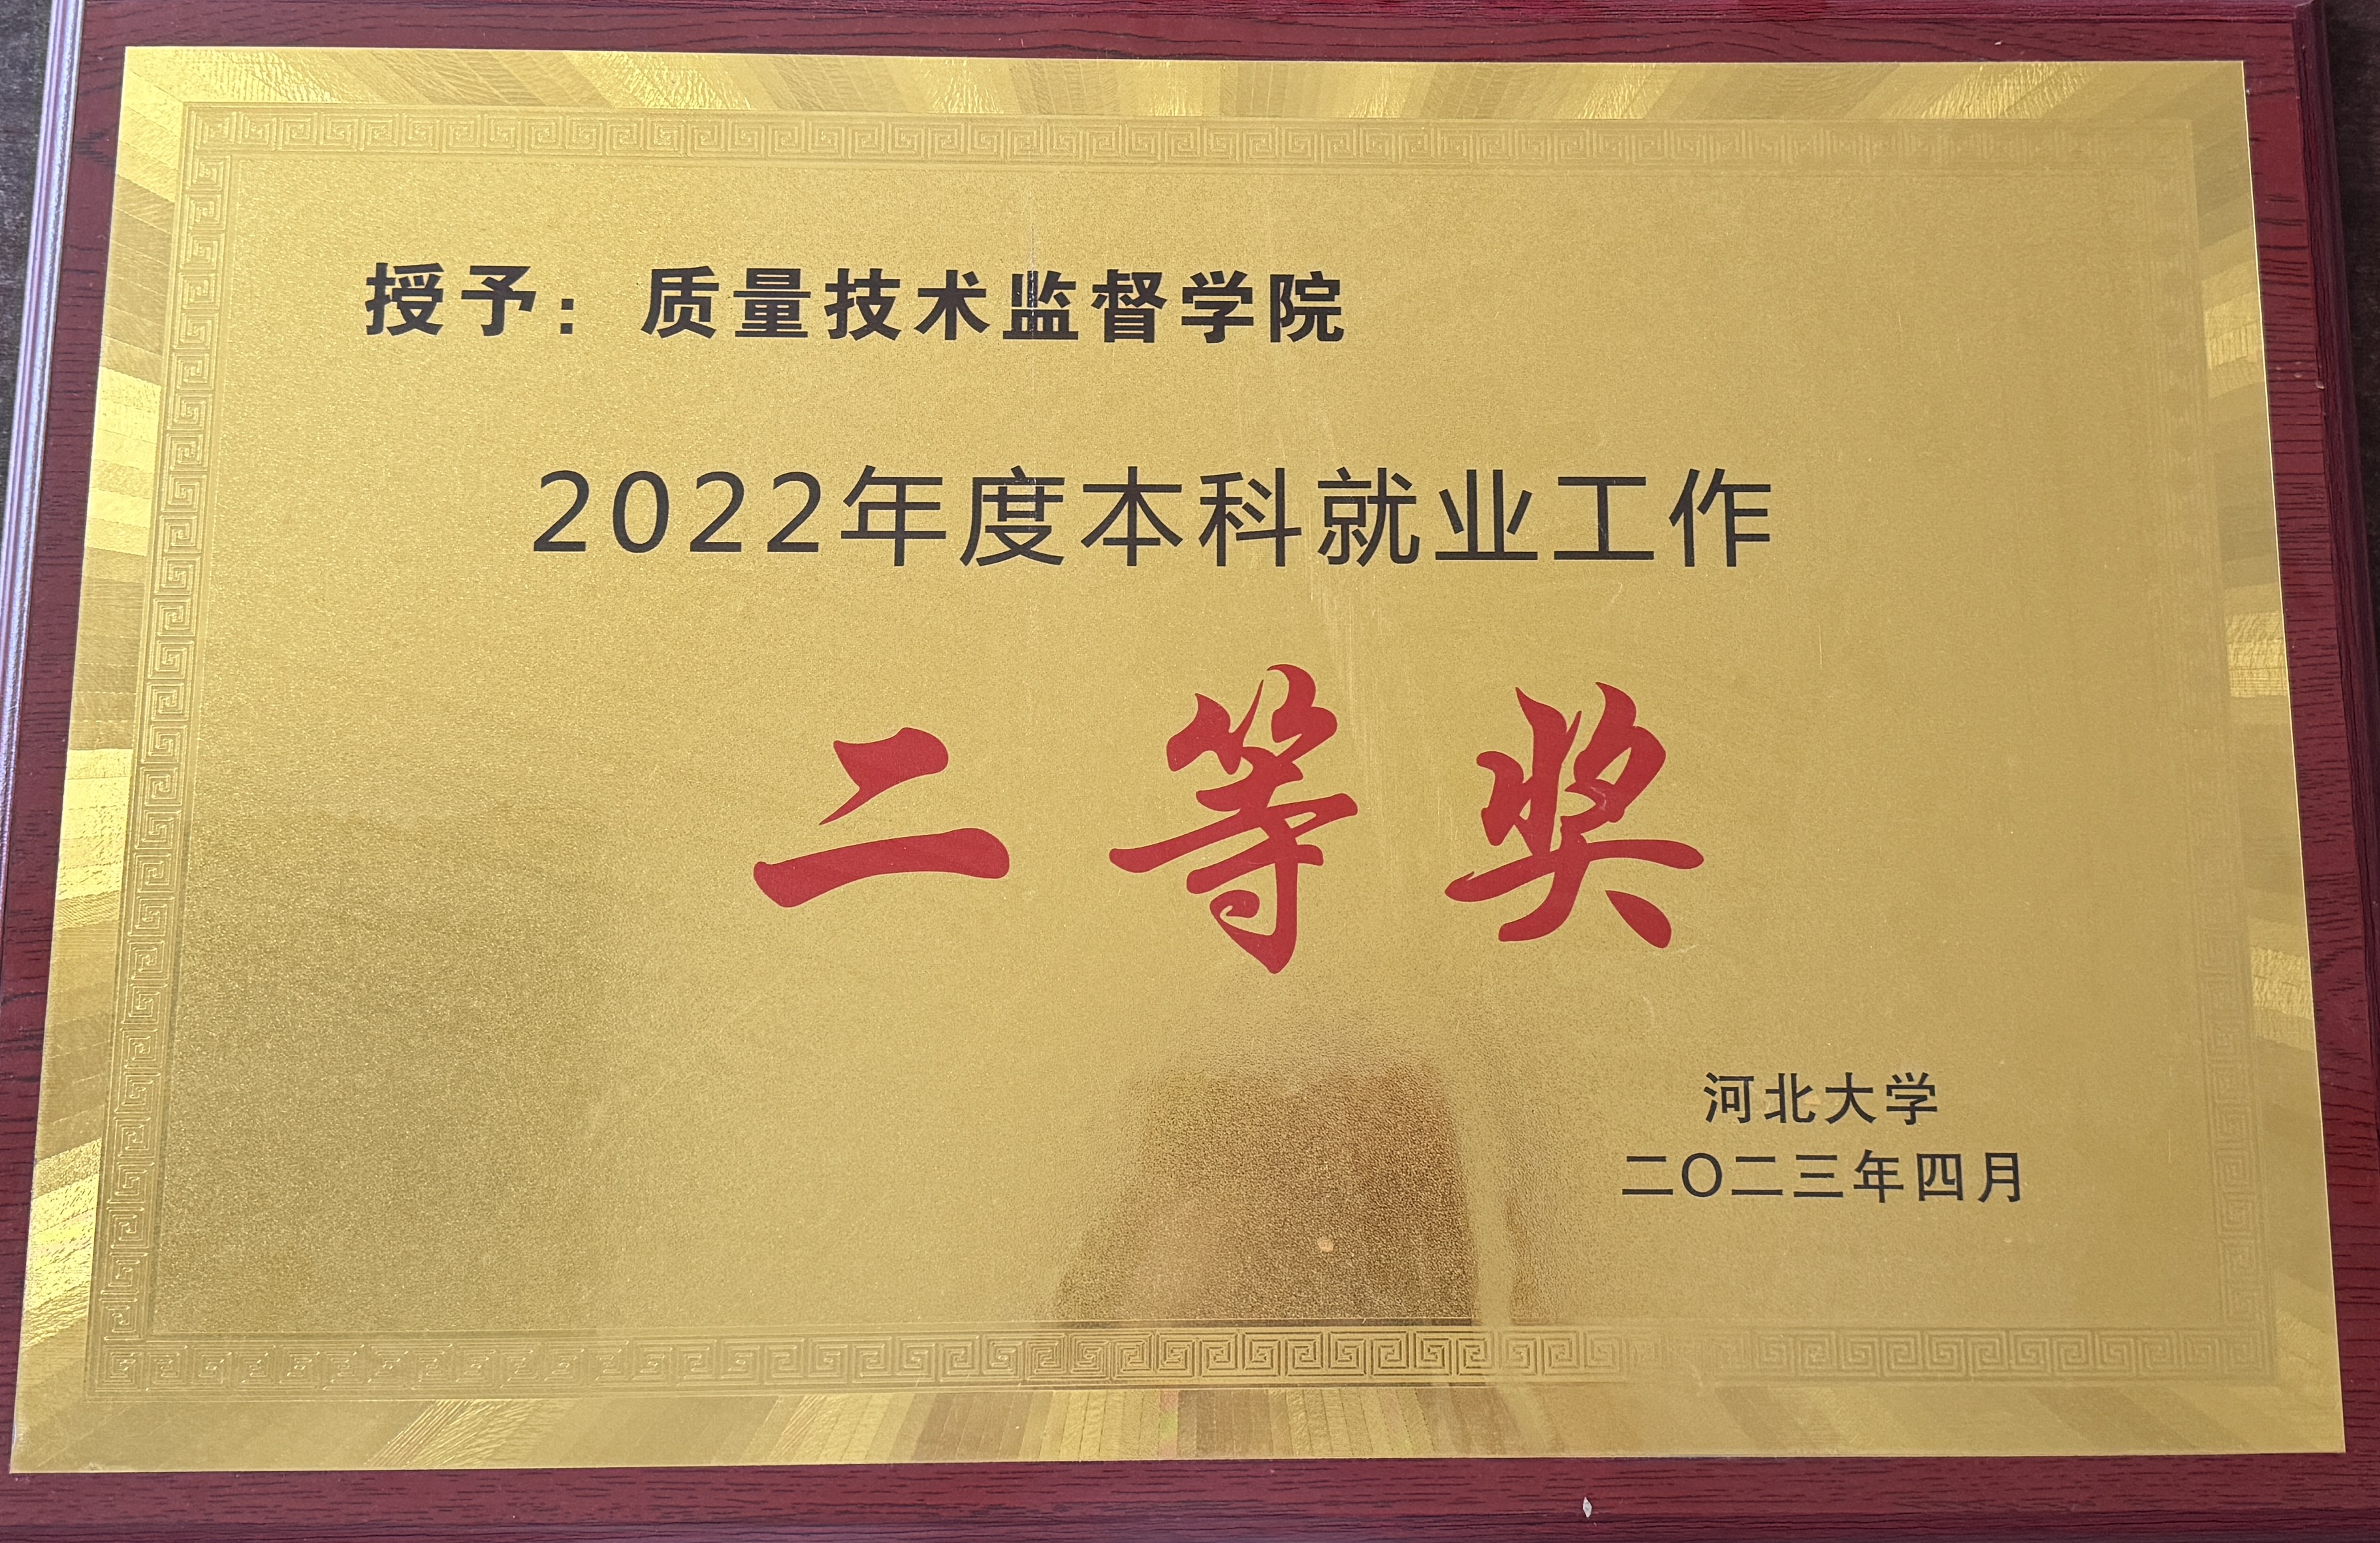 授予：质量技术监督学院
2022年度本科就业工作
二等奖
河北大学
二〇二三年四月